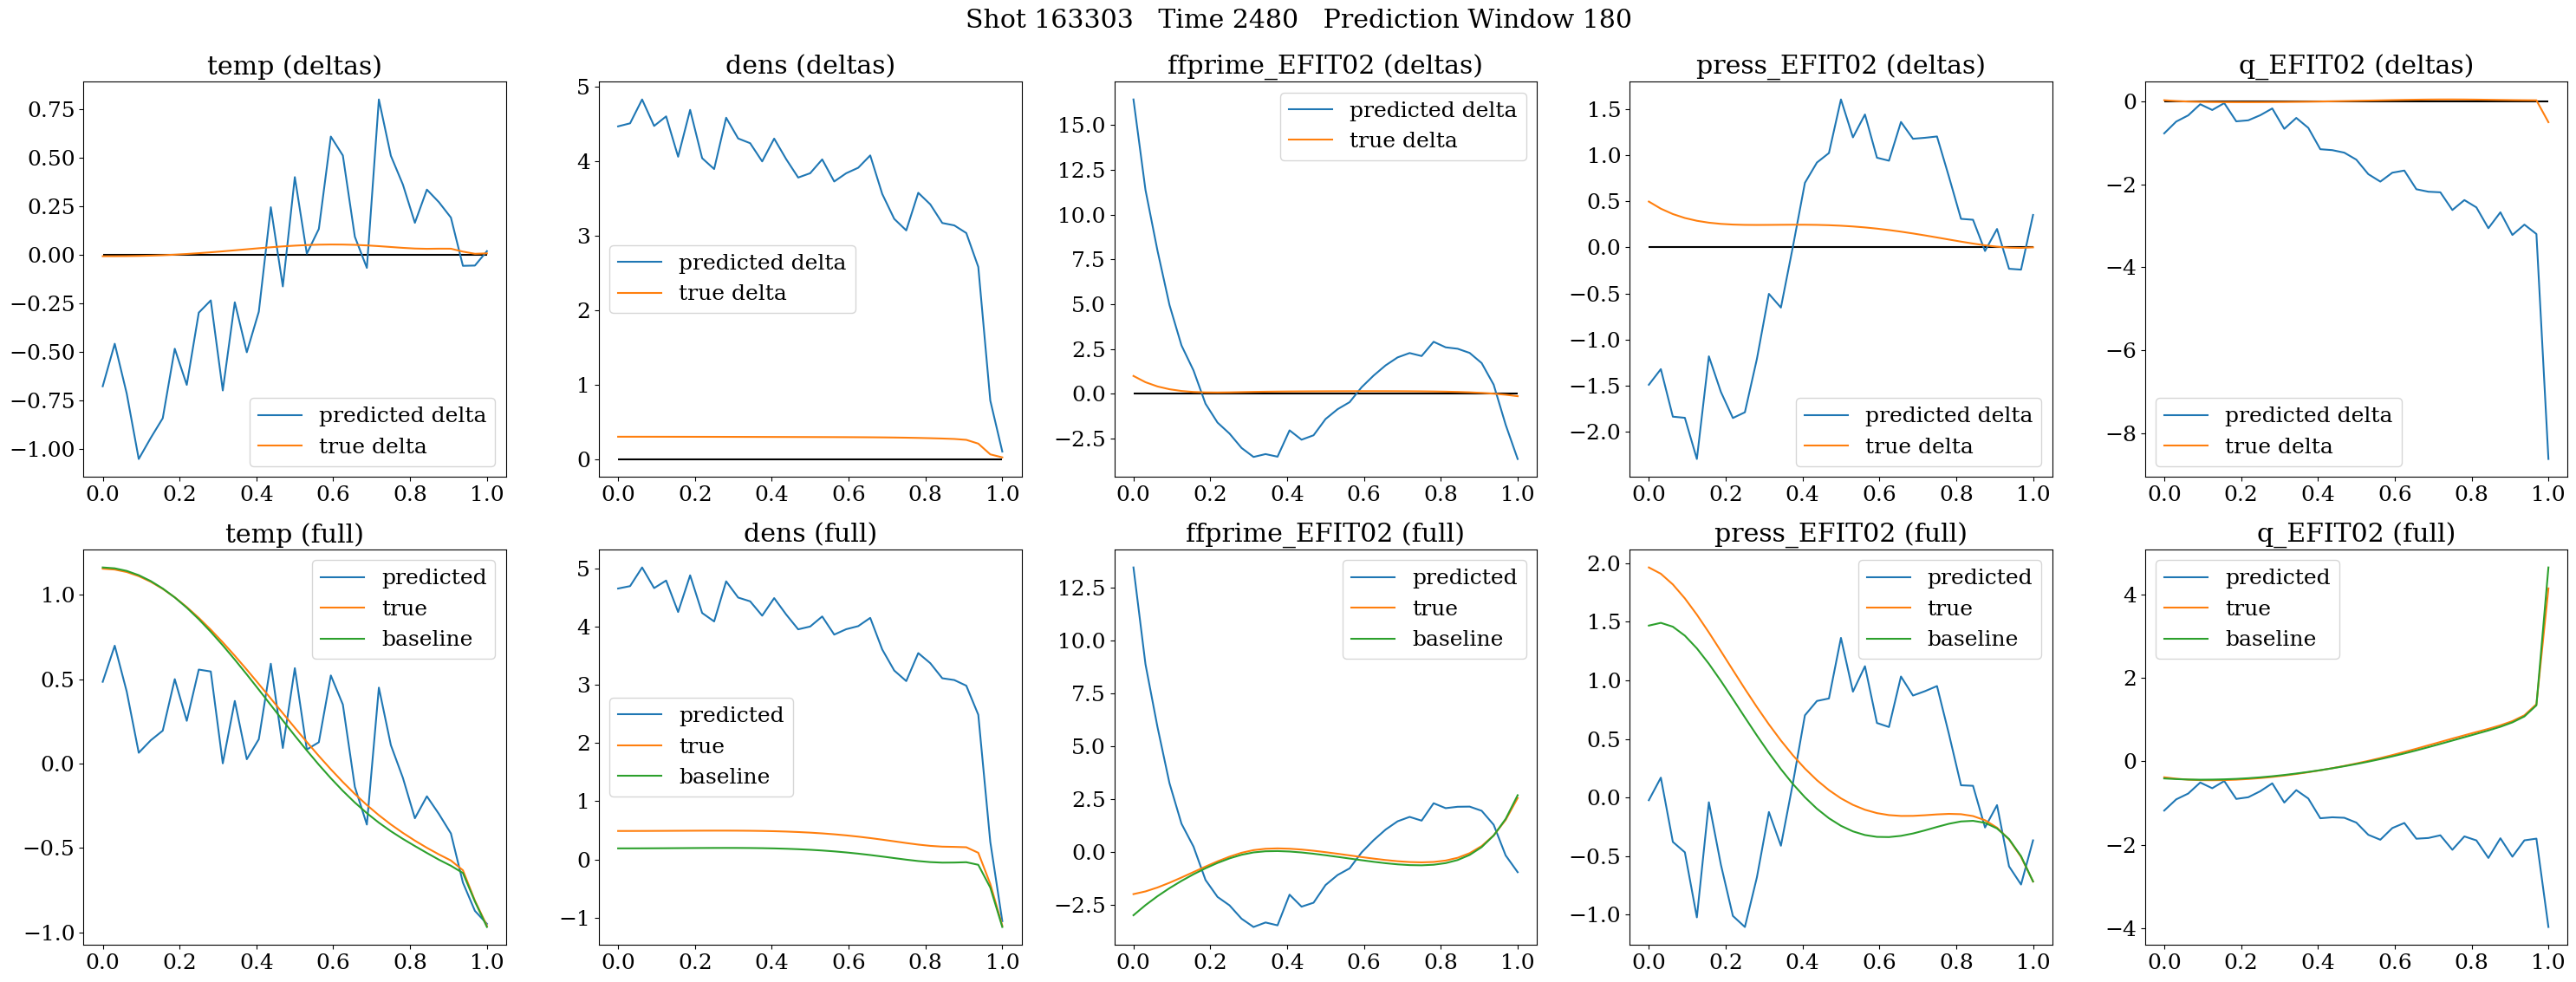 Shot 163303   Time 2480   Prediction Window 180
temp (deltas)
0.75
0.50
0.25
0.00
−0.25
−0.50
−0.75
−1.00
predicted delta
true delta
0.0 0.2 0.4 0.6 0.8 1.0
dens (deltas)
5
4
3
2
1
0
predicted delta
true delta
0.0 0.2 0.4 0.6 0.8 1.0
ffprime_EFIT02 (deltas)
15.0
12.5
10.0
7.5
5.0
2.5
0.0
−2.5
predicted delta
true delta
0.0 0.2 0.4 0.6 0.8 1.0
press_EFIT02 (deltas)
1.5
1.0
0.5
0.0
−0.5
−1.0
−1.5
−2.0
predicted delta
true delta
0.0 0.2 0.4 0.6 0.8 1.0
q_EFIT02 (deltas)
0
−2
−4
−6
−8
predicted delta
true delta
0.0 0.2 0.4 0.6 0.8 1.0
temp (full)
1.0
0.5
0.0
−0.5
−1.0
predicted
true
baseline
0.0 0.2 0.4 0.6 0.8 1.0
dens (full)
5
4
3
2
1
0
−1
predicted
true
baseline
0.0 0.2 0.4 0.6 0.8 1.0
ffprime_EFIT02 (full)
12.5
10.0
7.5
5.0
2.5
0.0
−2.5
predicted
true
baseline
0.0 0.2 0.4 0.6 0.8 1.0
press_EFIT02 (full)
2.0
1.5
1.0
0.5
0.0
−0.5
−1.0
predicted
true
baseline
0.0 0.2 0.4 0.6 0.8 1.0
q_EFIT02 (full)
4
2
0
−2
−4
predicted
true
baseline
0.0 0.2 0.4 0.6 0.8 1.0